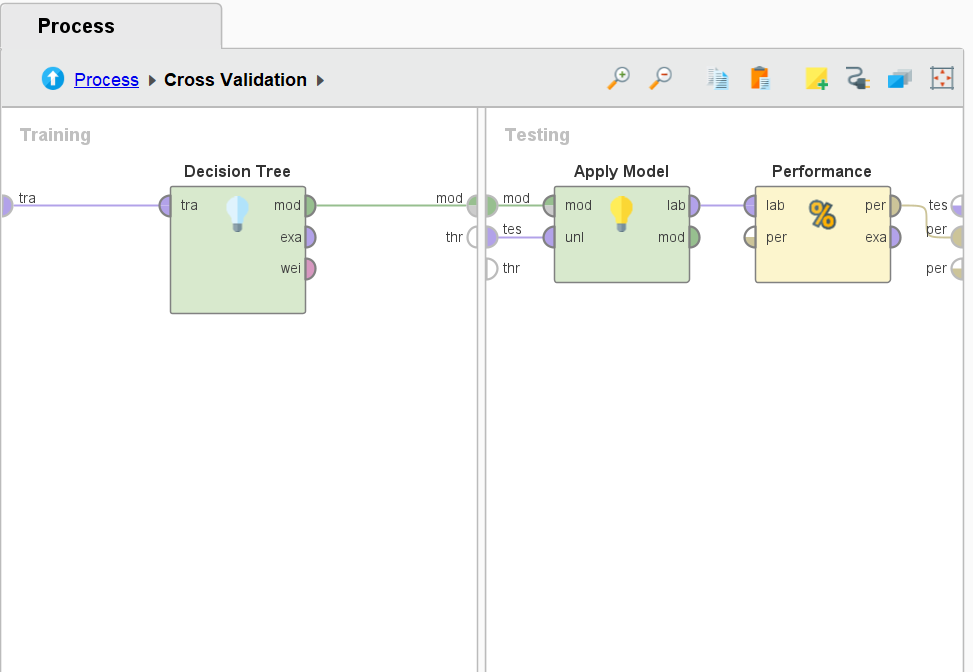 Process
Process Cross Validation
Training
Testing
Decision Tree
Apply Model
Performance
tra
tra
mod
exa
wei
mod
thr
mod
tes
thr
mod
unl
lab
mod
lab
per
per
exa
tes
per
per